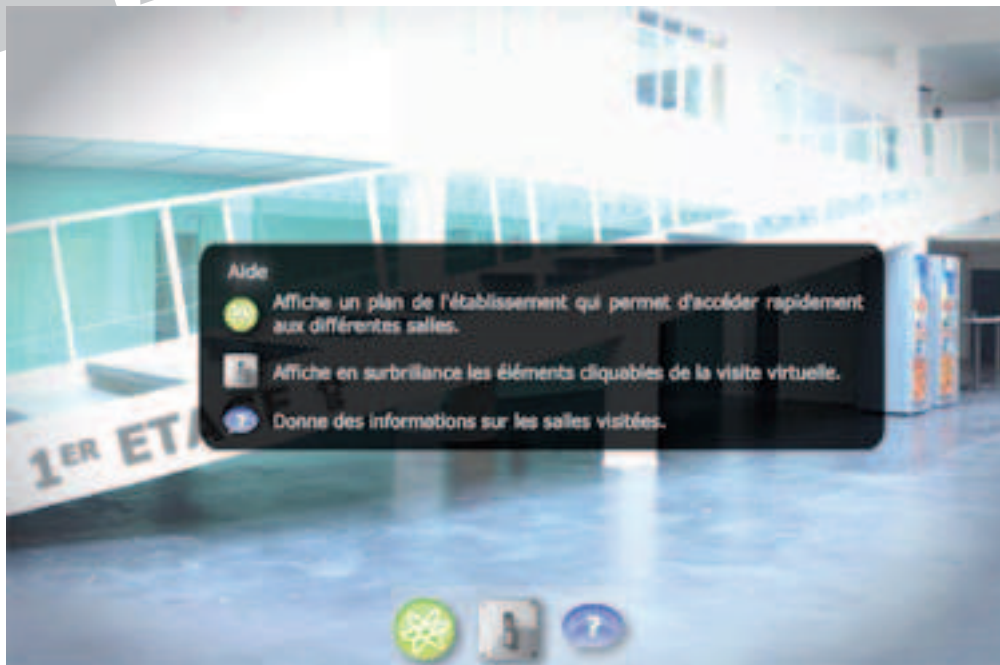 Aide
Affiche un plan de l'établissement qui permet d'accéder rapidement
aux différentes salles.
Affiche en surbrillance les éléments cliquables de la visite virtuelle.
Donne des informations sur les salles visitées.
1ER ETAGE
?